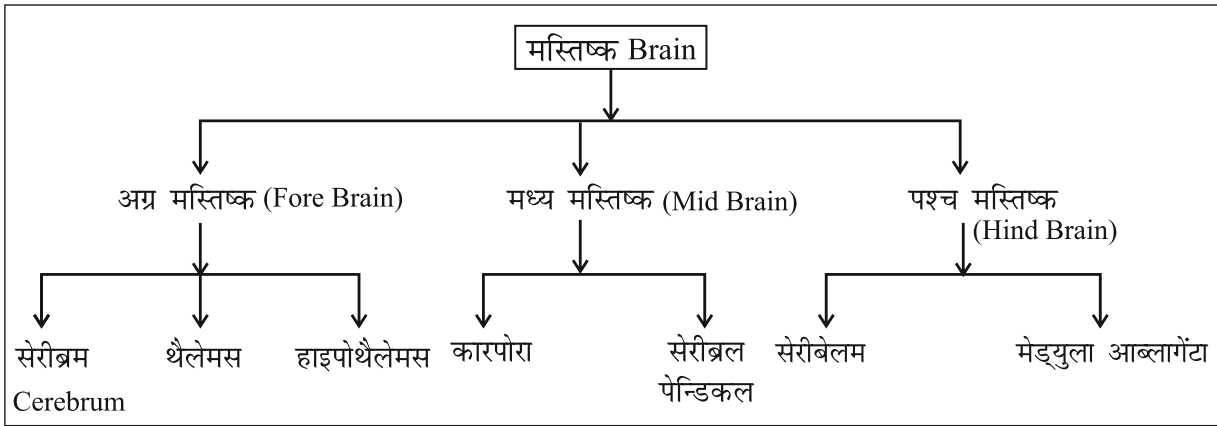 मस्तिष्क Brain
अग्र मस्तिष्क (Fore Brain)
मध्य मस्तिष्क (Mid Brain)
पश्च मस्तिष्क
(Hind Brain)
सेरीब्रम
Cerebrum
थैलेमस
हाइपोथैलेमस
कारपोरा
सेरीब्रल
पेन्डिकल
सेरीबेलम
मेड्युला आब्लागेंटा